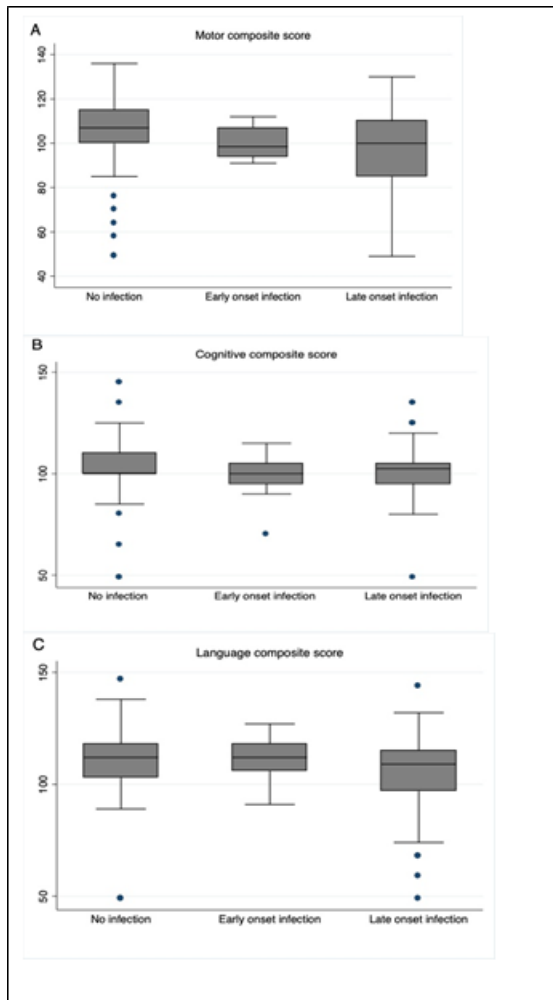 A
Motor composite score
140
120
100
80
60
40
No infection Early onset infection Late onset infection
B
Cognitive composite score
150
100
50
No infection Early onset infection Late onset infection
C
Language composite score
150
100
50
No infection Early onset infection Late onset infection